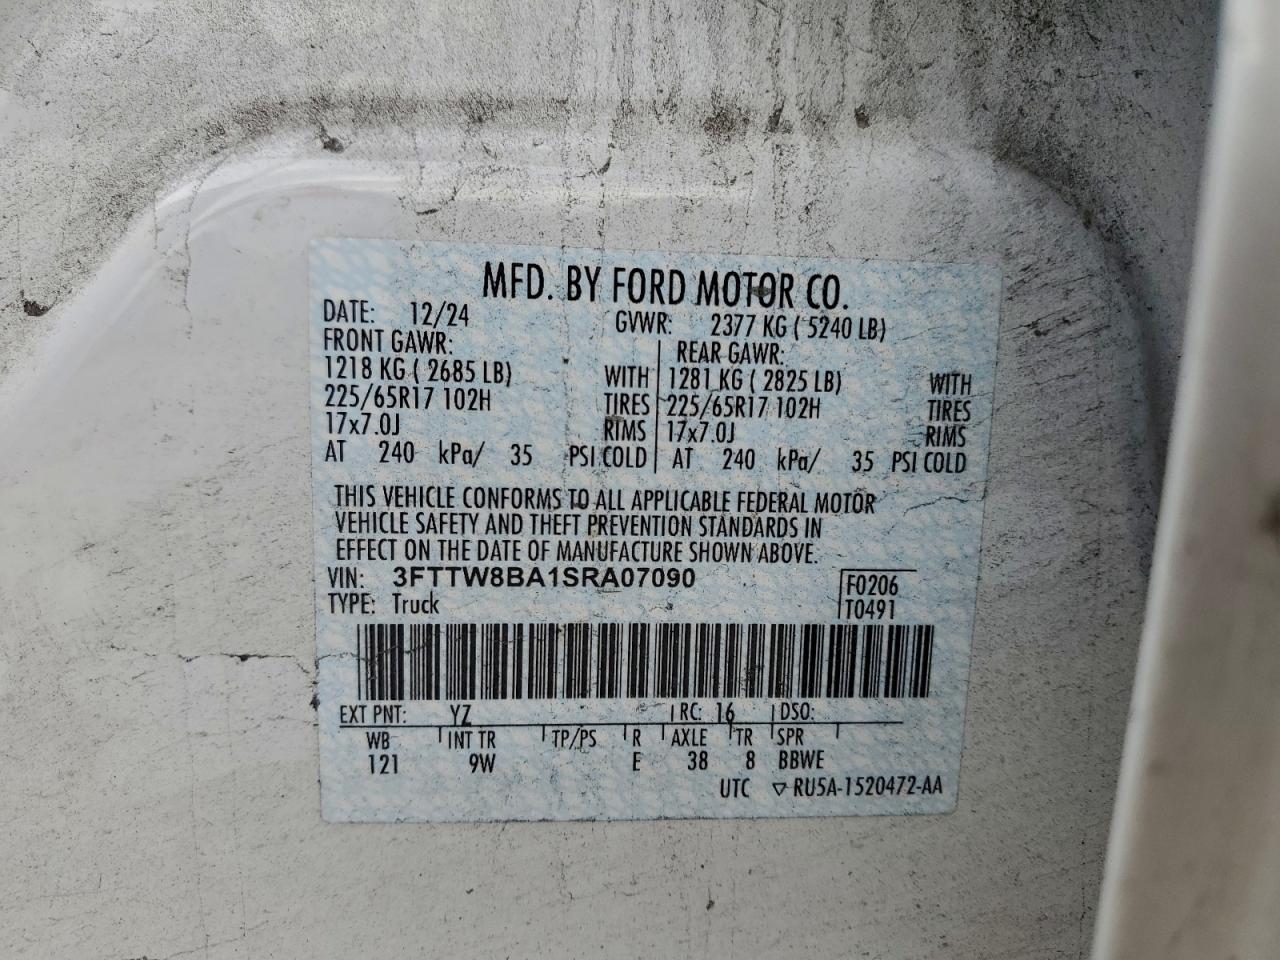 MFD. BY FORD MOTOR CO.
DATE: 12/24 GVWR: 2377 KG ( 5240 LB)
FRONT GAWR: REAR GAWR:
1218 KG ( 2685 LB) WITH 1281 KG ( 2825 LB) WITH
225/65R17 102H TIRES 225/65R17 102H TIRES
17x7.0J RIMS 17x7.0J RIMS
AT 240 kPa/ 35 PSI COLD AT 240 kPa/ 35 PSI COLD
THIS VEHICLE CONFORMS TO ALL APPLICABLE FEDERAL MOTOR
VEHICLE SAFETY AND THEFT PREVENTION STANDARDS IN
EFFECT ON THE DATE OF MANUFACTURE SHOWN ABOVE.
VIN: 3FTTW8BA1SRA07090 F0206
TYPE: Truck T0491
EXT PNT: YZ RC: 16 DSO:
WB INT TR TP/PS R AXLE TR SPR
121 9W E 38 8 BBWE
UTC ▽ RU5A-1520472-AA